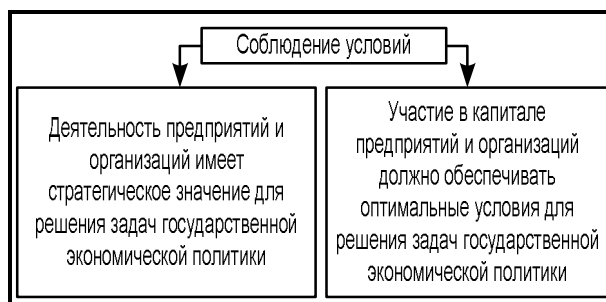 Соблюдение условий
Деятельность предприятий и
организаций имеет
стратегическое значение для
решения задач государственной
экономической политики
Участие в капитале
предприятий и организаций
должно обеспечивать
оптимальные условия для
решения задач государственной
экономической политики